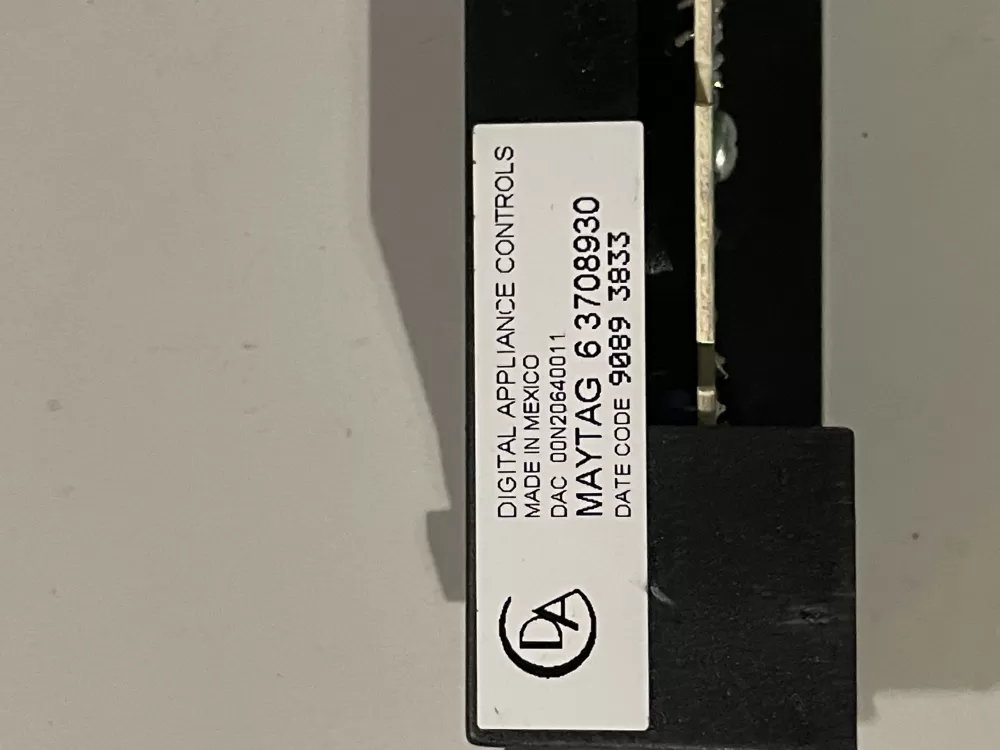 DIGITAL APPLIANCE CONTROLS
MADE IN MEXICO
DAC 00N20640011
MAYTAG 6 3708930
DATE CODE 9089 3833
DA